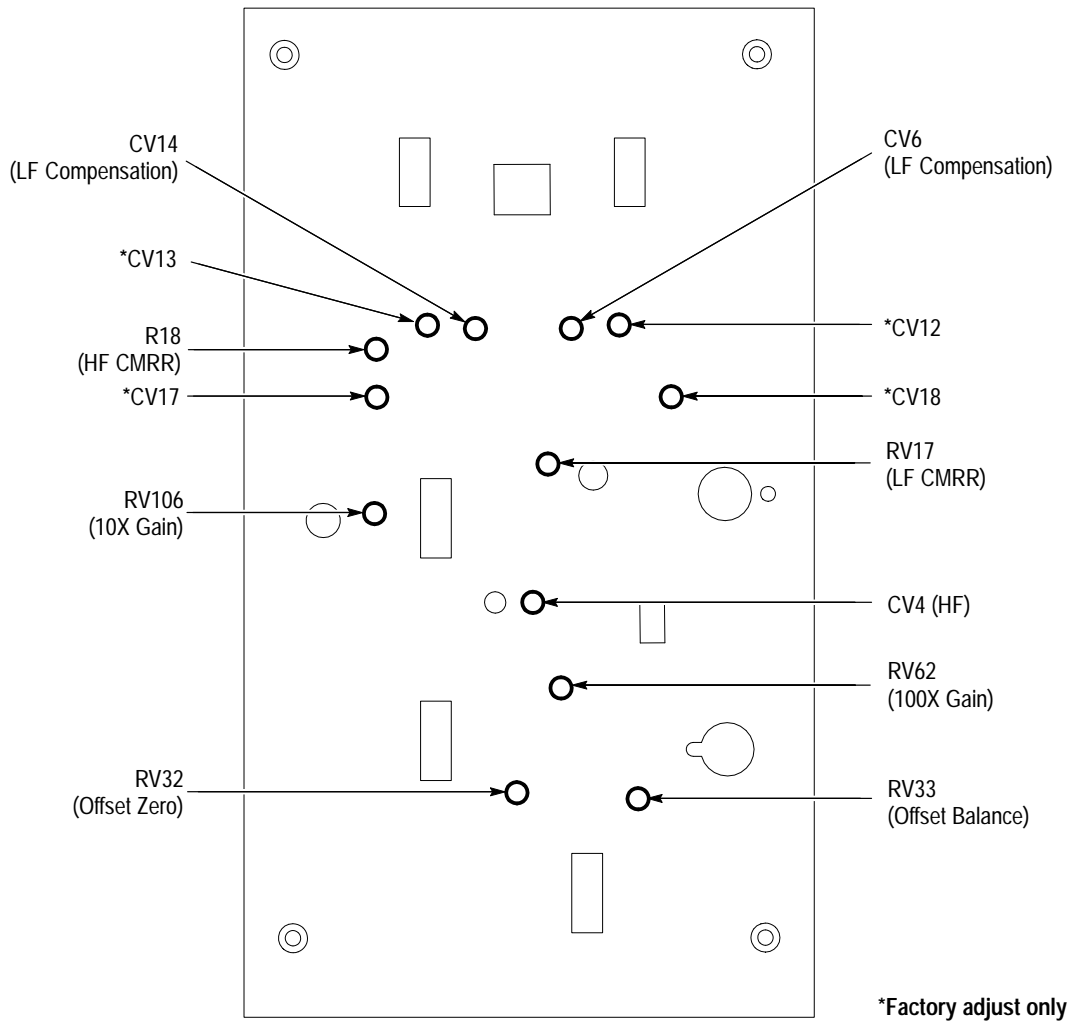 CV14
(LF Compensation)
*CV13
R18
(HF CMRR)
*CV17
RV106
(10X Gain)
RV32
(Offset Zero)
CV6
(LF Compensation)
*CV12
*CV18
RV17
(LF CMRR)
CV4 (HF)
RV62
(100X Gain)
RV33
(Offset Balance)
*Factory adjust only